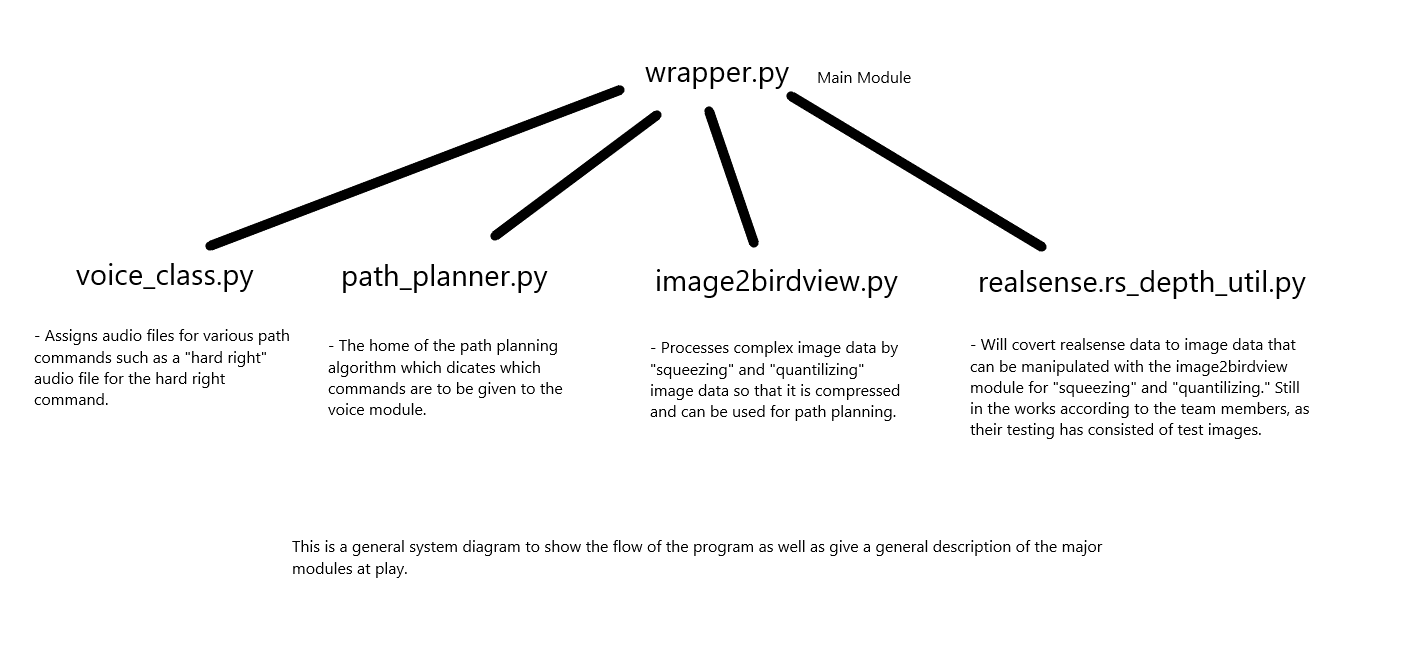 wrapper.py Main Module
voice_class.py
path_planner.py
image2birdview.py
realsense.rs_depth_util.py
- Assigns audio files for various path
commands such as a "hard right"
audio file for the hard right
command.
- The home of the path planning
algorithm which dicates which
commands are to be given to the
voice module.
- Processes complex image data by
"squeezing" and "quantilizing"
image data so that it is compressed
and can be used for path planning.
- Will covert realsense data to image data that
can be manipulated with the image2birdview
module for "squeezing" and "quantilizing." Still
in the works according to the team members, as
their testing has consisted of test images.
This is a general system diagram to show the flow of the program as well as give a general description of the major
modules at play.